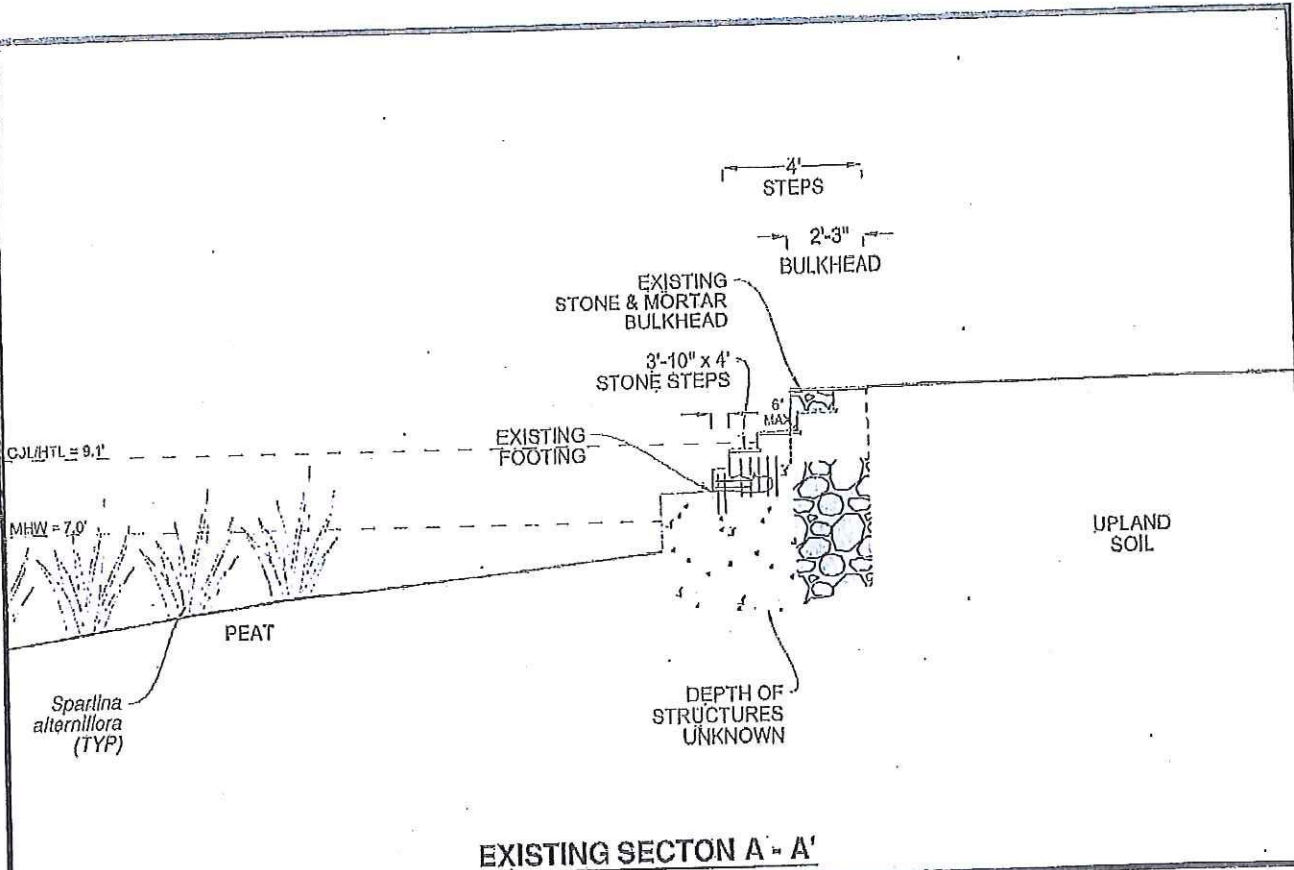 4'
STEPS
2'-3"
BULKHEAD
EXISTING
STONE & MORTAR
BULKHEAD
3'-10" x 4'
STONE STEPS
6'
MAX
EXISTING
FOOTING
CJL/HTL = 9.1'
MHW = 7.0'
UPLAND
SOIL
PEAT
Spartina
alterniflora
(TYP)
DEPTH OF
STRUCTURES
UNKNOWN
EXISTING SECTON A - A'